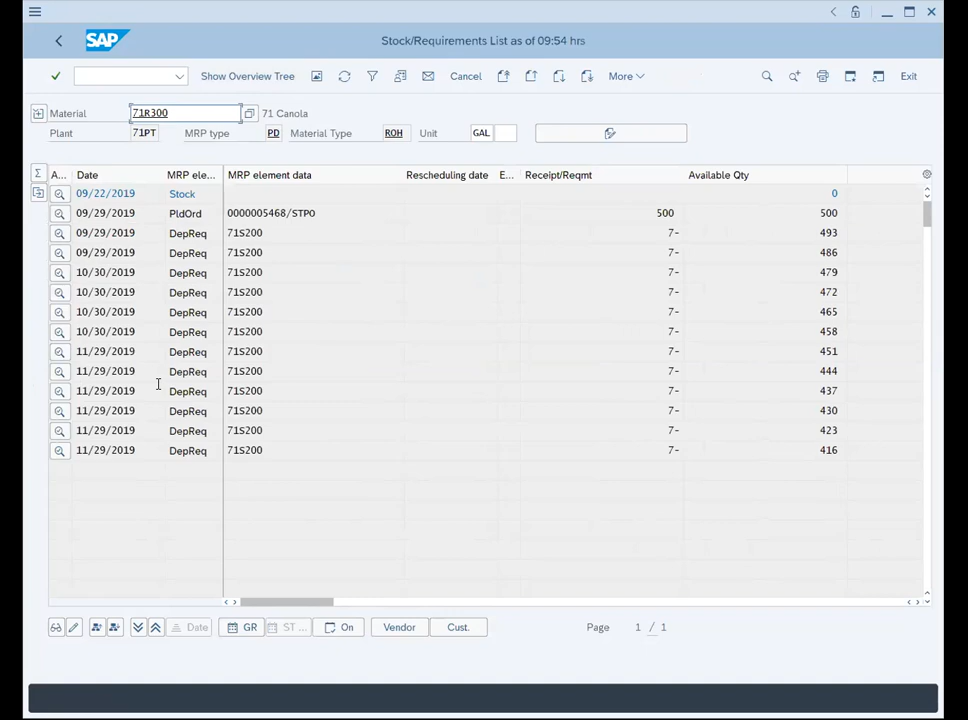 SAP Stock/Requirements List as of 09:54 hrs
Show Overview Tree Cancel More Exit
Material 71R300 71 Canola
Plant 71PT MRP type PD Material Type ROH Unit GAL
A... Date MRP ele... MRP element data Rescheduling date E... Receipt/Reqmt Available Qty
09/22/2019 Stock 0
09/29/2019 PldOrd 0000005468/STPO 500 500
09/29/2019 DepReq 71S200 7- 493
09/29/2019 DepReq 71S200 7- 486
10/30/2019 DepReq 71S200 7- 479
10/30/2019 DepReq 71S200 7- 472
10/30/2019 DepReq 71S200 7- 465
10/30/2019 DepReq 71S200 7- 458
11/29/2019 DepReq 71S200 7- 451
11/29/2019 DepReq 71S200 7- 444
11/29/2019 DepReq 71S200 7- 437
11/29/2019 DepReq 71S200 7- 430
11/29/2019 DepReq 71S200 7- 423
11/29/2019 DepReq 71S200 7- 416
Date GR ST ... On Vendor Cust. Page 1 / 1